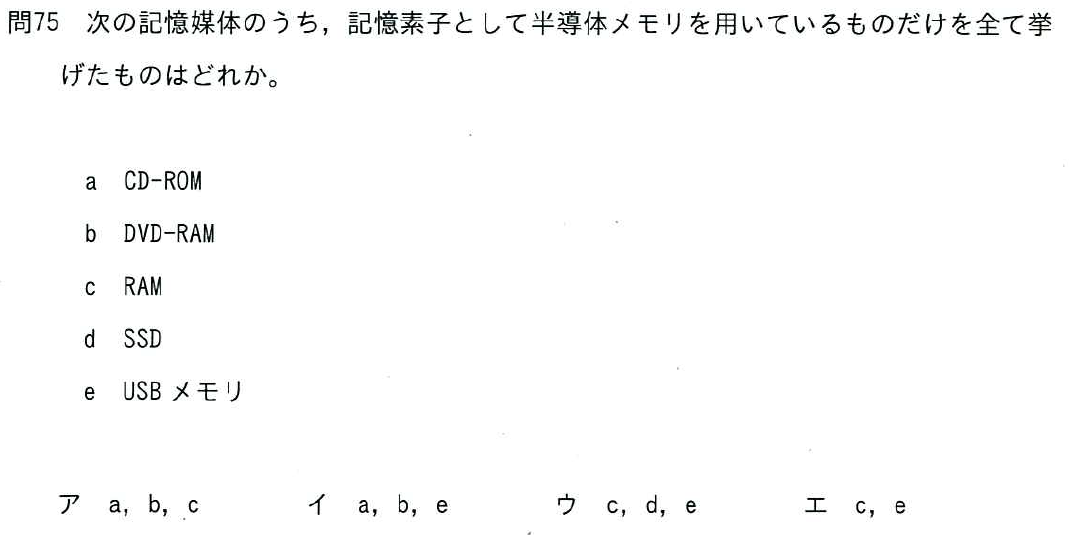 問75 次の記憶媒体のうち，記憶素子として半導体メモリを用いているものだけを全て挙
げたものはどれか。
a CD-ROM
b DVD-RAM
c RAM
d SSD
e USB メモリ
ア a, b, c イ a, b, e ウ c, d, e エ c, e